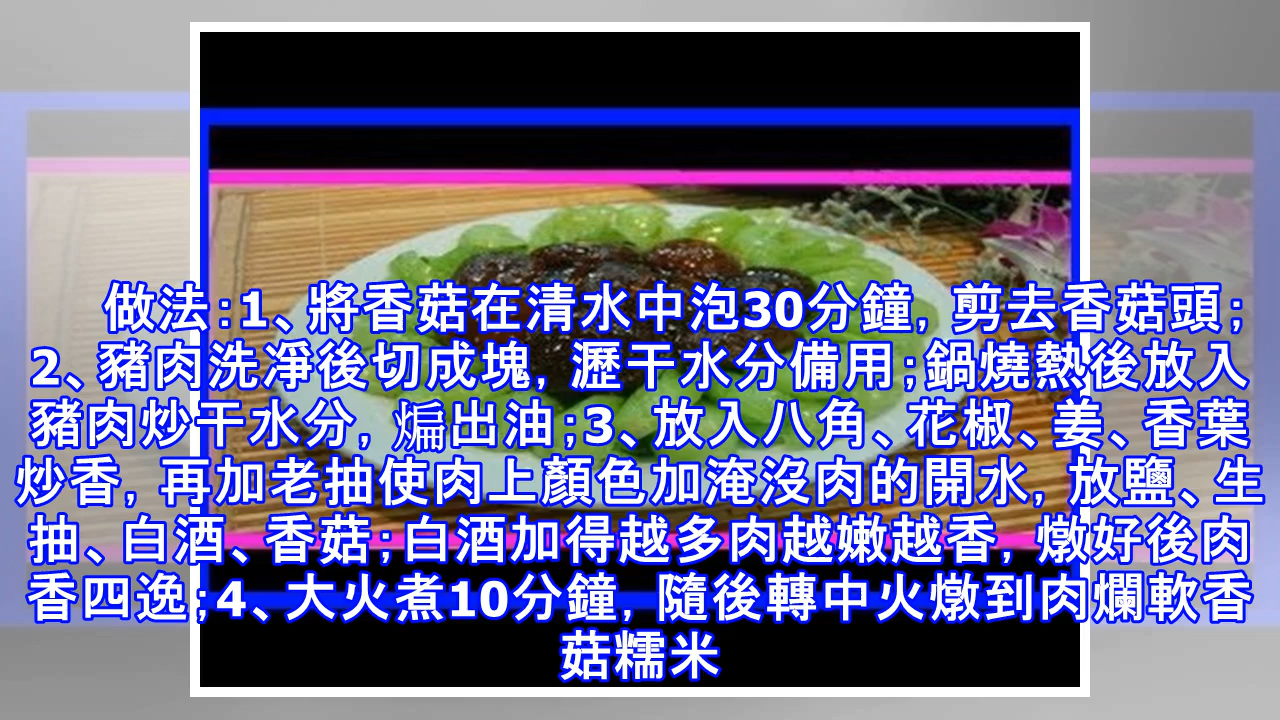 做法:1、將香菇在清水中泡30分鐘,剪去香菇頭;
2、豬肉洗凈後切成塊,瀝干水分備用;鍋燒熱後放入
豬肉炒干水分,煸出油;3、放入八角、花椒、姜、香葉
炒香,再加老抽使肉上顏色加淹沒肉的開水,放鹽、生
抽、白酒、香菇;白酒加得越多肉越嫩越香,燉好後肉
香四逸;4、大火煮10分鐘,隨後轉中火燉到肉爛軟香
菇糯米